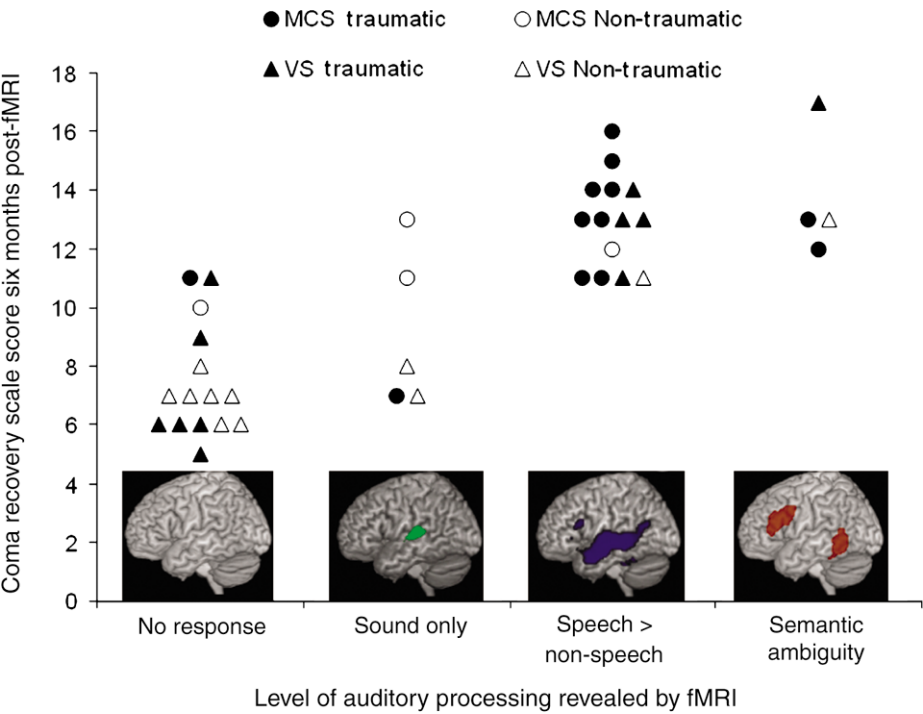 MCS traumatic
MCS Non-traumatic
VS traumatic
VS Non-traumatic
Coma recovery scale score six months post-fMRI
18
16
14
12
10
8
6
4
2
0
No response
Sound only
Speech >
non-speech
Semantic
ambiguity
Level of auditory processing revealed by fMRI